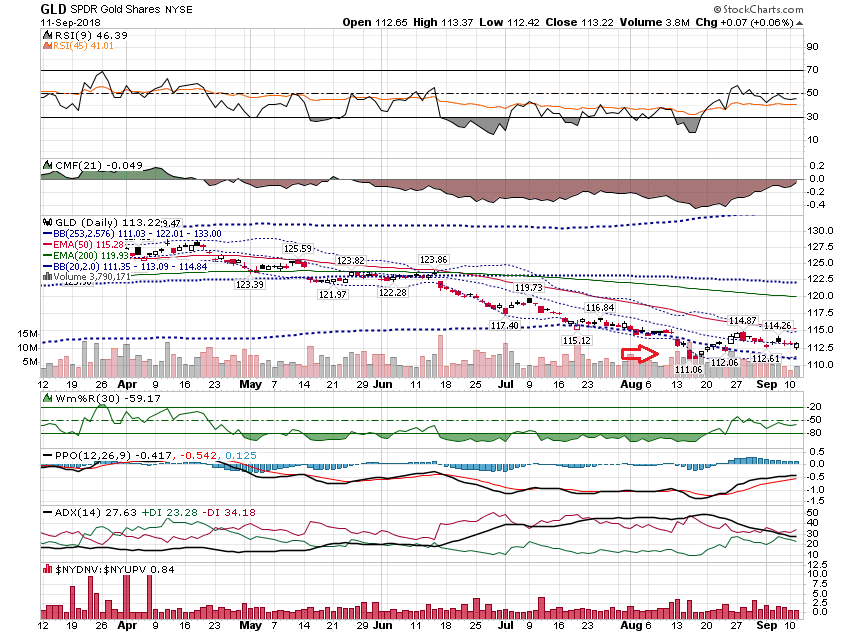 GLD SPDR Gold Shares NYSE
© StockCharts.com
11-Sep-2018
Open 112.65 High 113.37 Low 112.42 Close 113.22 Volume 3.8M Chg +0.07 (+0.06%)
RSI(9) 46.39
RSI(45) 41.01
90
70
50
30
10
CMF(21) -0.049
0.2
0.0
-0.2
-0.4
GLD (Daily) 113.22
BB(253,2.576) 111.03 - 122.01 - 133.00
EMA(50) 115.28
EMA(200) 119.93
BB(20,2.0) 111.35 - 113.09 - 114.84
Volume 3,790,171
123.39
125.59
121.97
123.82
122.28
123.86
117.40
119.73
115.12
116.84
111.06
112.06
114.87
112.61
114.26
130.0
127.5
125.0
122.5
120.0
117.5
115.0
112.5
110.0
15M
10M
5M
12 19 26 Apr 9 16 23 May 7 14 21 29 Jun 11 18 25 Jul 9 16 23 Aug 6 13 20 27 Sep 10
Wm%R(30) -59.17
-20
-50
-80
PPO(12,26,9) -0.417, -0.542, 0.125
0.5
0.0
-0.5
-1.0
-1.5
ADX(14) 27.63 +DI 23.28 -DI 34.18
50
40
30
20
10
$NYDNV:$NYUPV 0.84
12.5
10.0
7.5
5.0
2.5
0.0
12 19 26 Apr 9 16 23 May 7 14 21 29 Jun 11 18 25 Jul 9 16 23 Aug 6 13 20 27 Sep 10